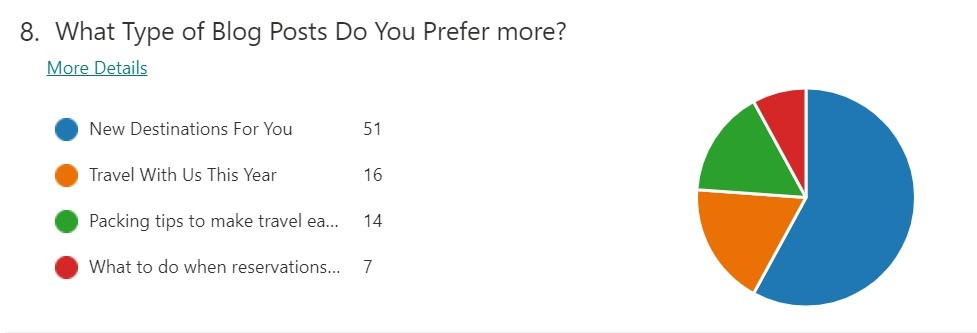 8. What Type of Blog Posts Do You Prefer more?
More Details
New Destinations For You 51
Travel With Us This Year 16
Packing tips to make travel ea... 14
What to do when reservations... 7